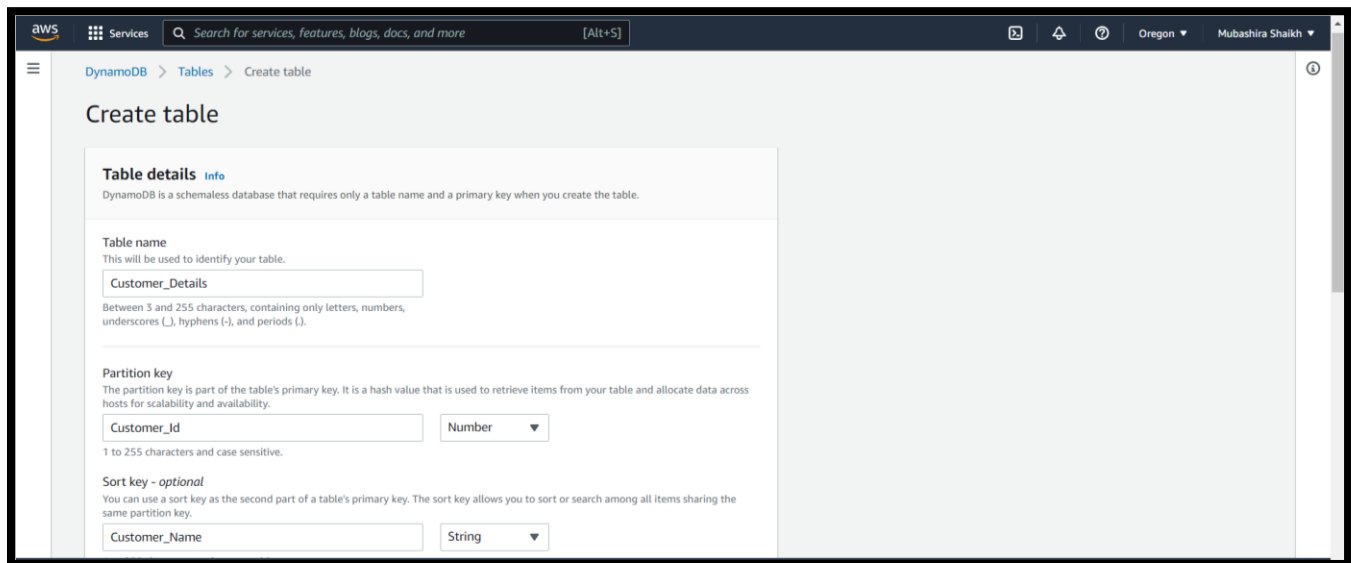 aws
Services
Search for services, features, blogs, docs, and more
[Alt+S]
Oregon ▼
Mubashira Shaikh ▼
DynamoDB > Tables > Create table
Create table
Table details Info
DynamoDB is a schemaless database that requires only a table name and a primary key when you create the table.
Table name
This will be used to identify your table.
Customer_Details
Between 3 and 255 characters, containing only letters, numbers,
underscores (_), hyphens (-), and periods (.).
Partition key
The partition key is part of the table's primary key. It is a hash value that is used to retrieve items from your table and allocate data across
hosts for scalability and availability.
Customer_Id
Number ▼
1 to 255 characters and case sensitive.
Sort key - optional
You can use a sort key as the second part of a table's primary key. The sort key allows you to sort or search among all items sharing the
same partition key.
Customer_Name
String ▼